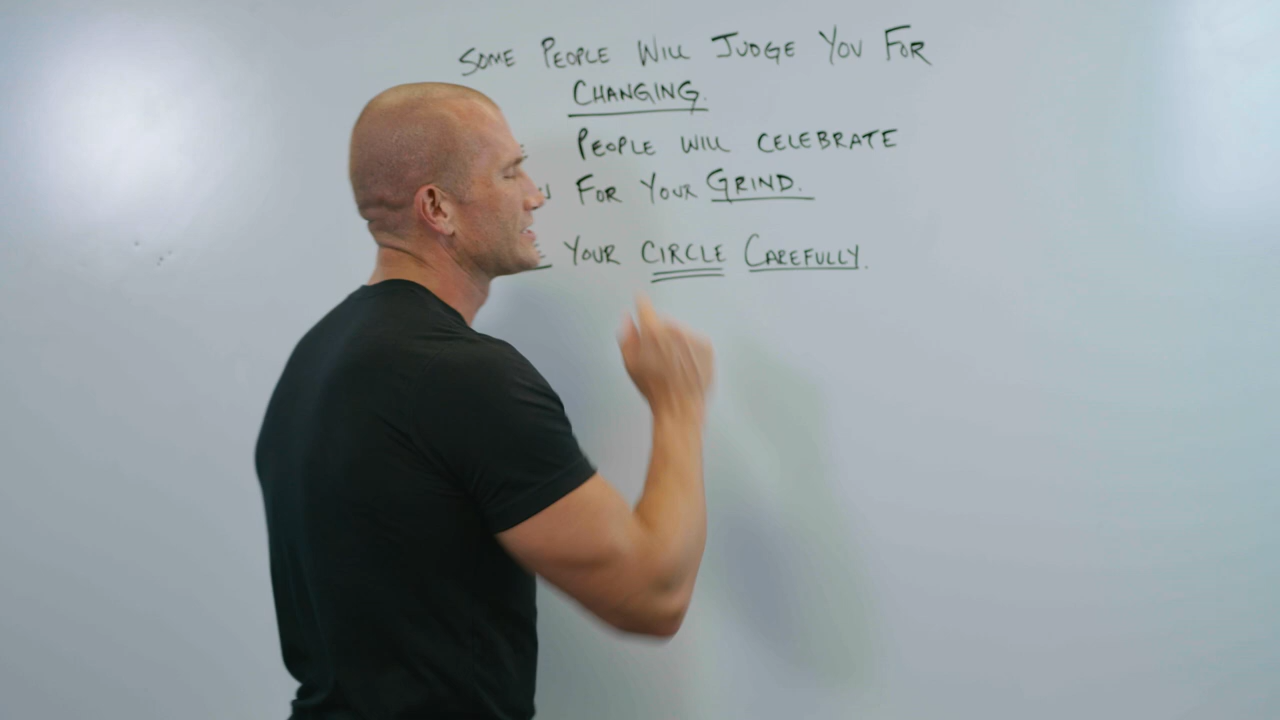 SOME PEOPLE WILL JUDGE YOU FOR
CHANGING.
PEOPLE WILL CELEBRATE
FOR YOUR GRIND.
YOUR CIRCLE CAREFULLY.